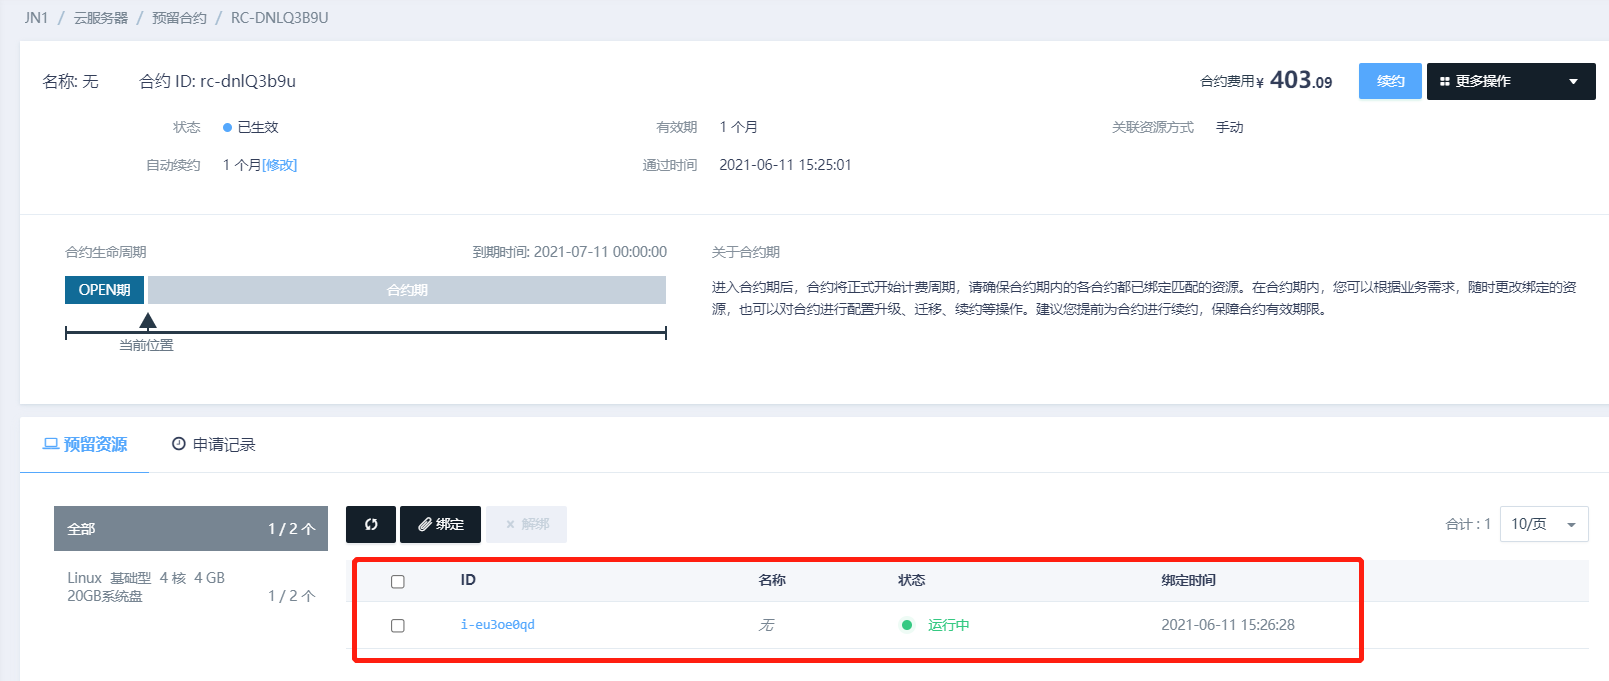 JN1 / 云服务器 / 预留合约 / RC-DNLQ3B9U
名称: 无 合约 ID: rc-dnlQ3b9u 合约费用¥ 403.09 续约 更多操作
状态 已生效 有效期 1 个月 关联资源方式 手动
自动续约 1 个月[修改] 通过时间 2021-06-11 15:25:01
合约生命周期 到期时间: 2021-07-11 00:00:00 关于合约期
OPEN期 合约期
进入合约期后，合约将正式开始计费周期，请确保合约期内的各合约都已绑定匹配的资源。在合约期内，您可以根据业务需求，随时更改绑定的资
源，也可以对合约进行配置升级、迁移、续约等操作。建议您提前为合约进行续约，保障合约有效期限。
当前位置
预留资源 申请记录
全部 1 / 2 个
绑定 × 解绑 合计 : 1 10/页
Linux 基础型 4 核 4 GB
20GB系统盘 1 / 2 个
ID 名称 状态 绑定时间
i-eu3oe0qd 无 运行中 2021-06-11 15:26:28